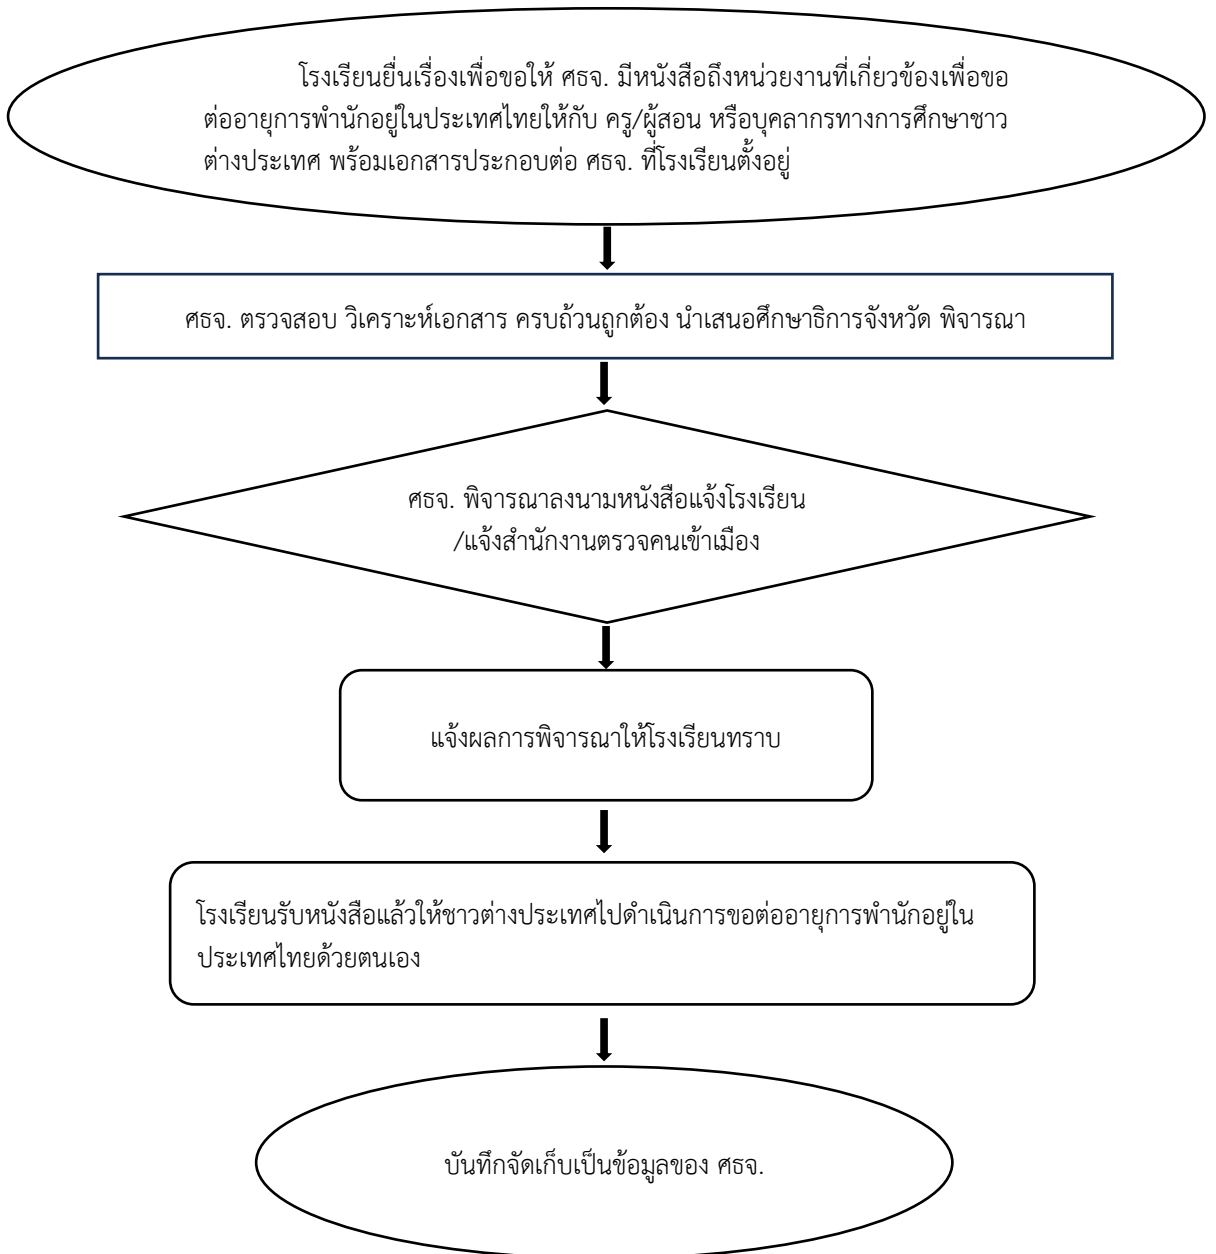 โรงเรียนยื่นเรื่องเพื่อขอให้ ศธจ. มีหนังสือถึงหน่วยงานที่เกี่ยวข้องเพื่อขอ
ต่ออายุการพำนักอยู่ในประเทศไทยให้กับ ครู/ผู้สอน หรือบุคลากรทางการศึกษาชาว
ต่างประเทศ พร้อมเอกสารประกอบต่อ ศธจ. ที่โรงเรียนตั้งอยู่
ศธจ. ตรวจสอบ วิเคราะห์เอกสาร ครบถ้วนถูกต้อง นำเสนอศึกษาธิการจังหวัด พิจารณา
ศธจ. พิจารณาลงนามหนังสือแจ้งโรงเรียน
/แจ้งสำนักงานตรวจคนเข้าเมือง
แจ้งผลการพิจารณาให้โรงเรียนทราบ
โรงเรียนรับหนังสือแล้วให้ชาวต่างประเทศไปดำเนินการขอต่ออายุการพำนักอยู่ใน
ประเทศไทยด้วยตนเอง
บันทึกจัดเก็บเป็นข้อมูลของ ศธจ.